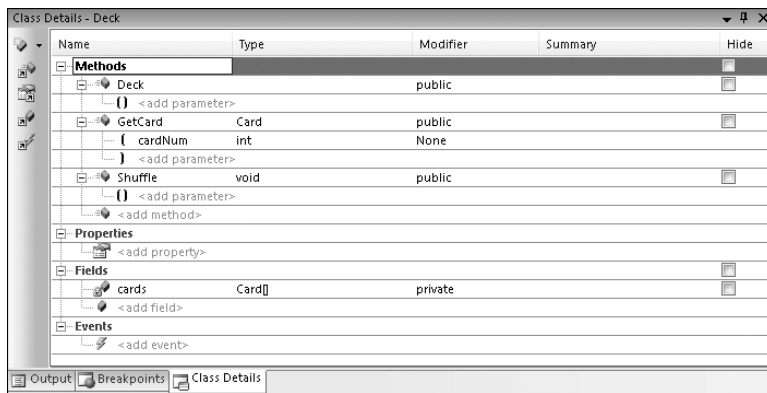 Class Details - Deck
Name Type Modifier Summary Hide
Methods
Deck public
() <add parameter>
GetCard Card public
( cardNum int None
) <add parameter>
Shuffle void public
() <add parameter>
<add method>
Properties
<add property>
Fields
cards Card[] private
<add field>
Events
<add event>
Output Breakpoints Class Details